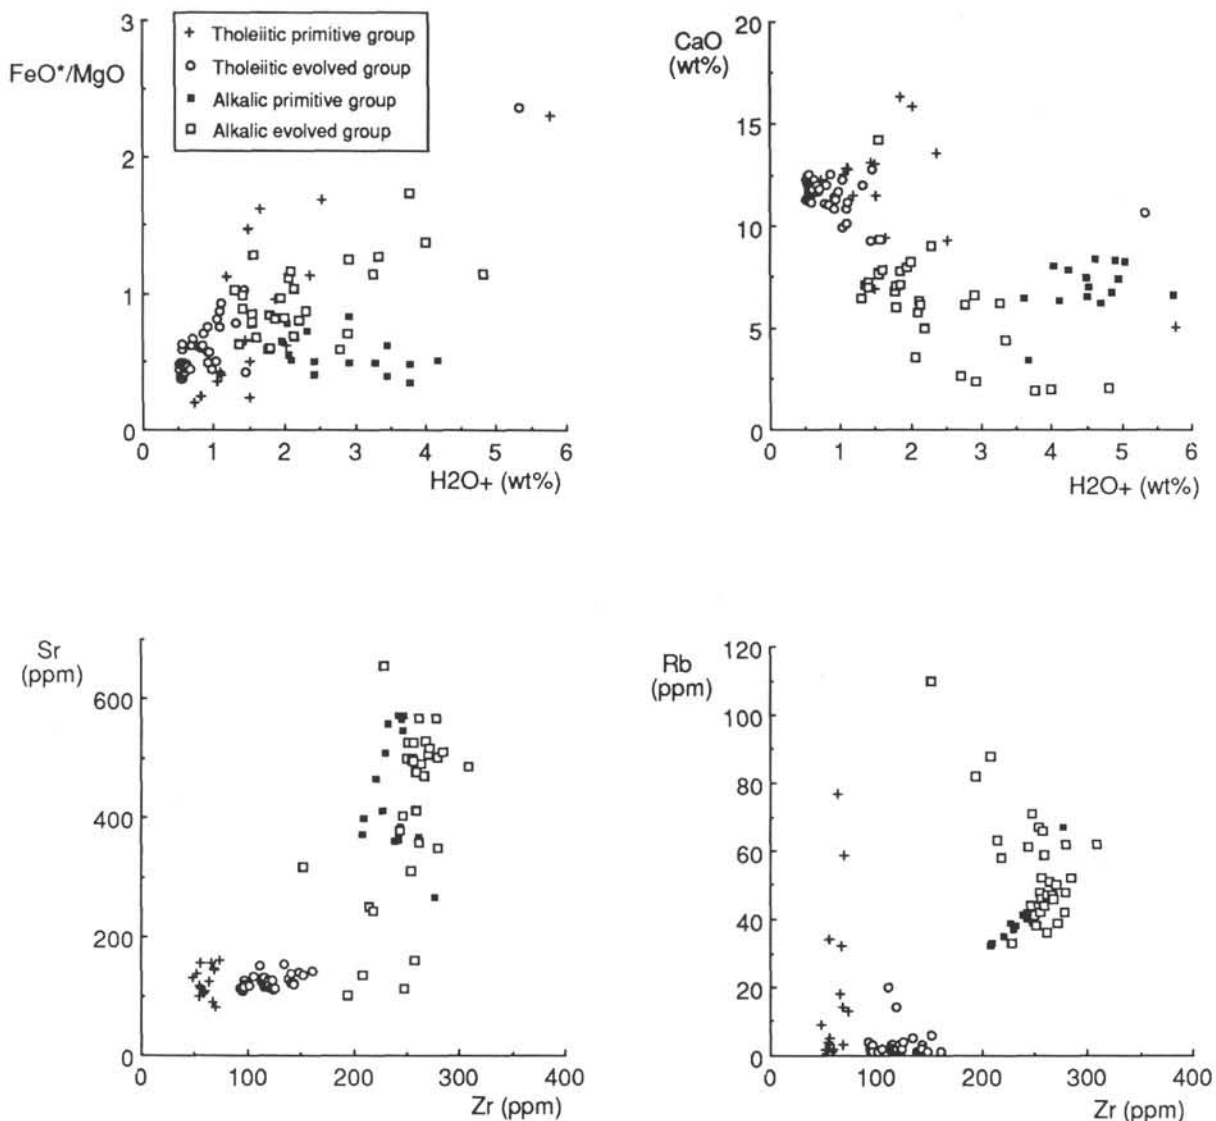 FeO*/MgO
3
2
1
0
+ Tholeiitic primitive group
Tholeiitic evolved group
Alkalic primitive group
Alkalic evolved group
0 1 2 3 4 5 6
H2O+ (wt%)
CaO
(wt%)
20
15
10
5
0
0 1 2 3 4 5 6
H2O+ (wt%)
Sr
(ppm)
600
400
200
0
0 100 200 300 400
Zr (ppm)
Rb
(ppm)
120
100
80
60
40
20
0
0 100 200 300 400
Zr (ppm)